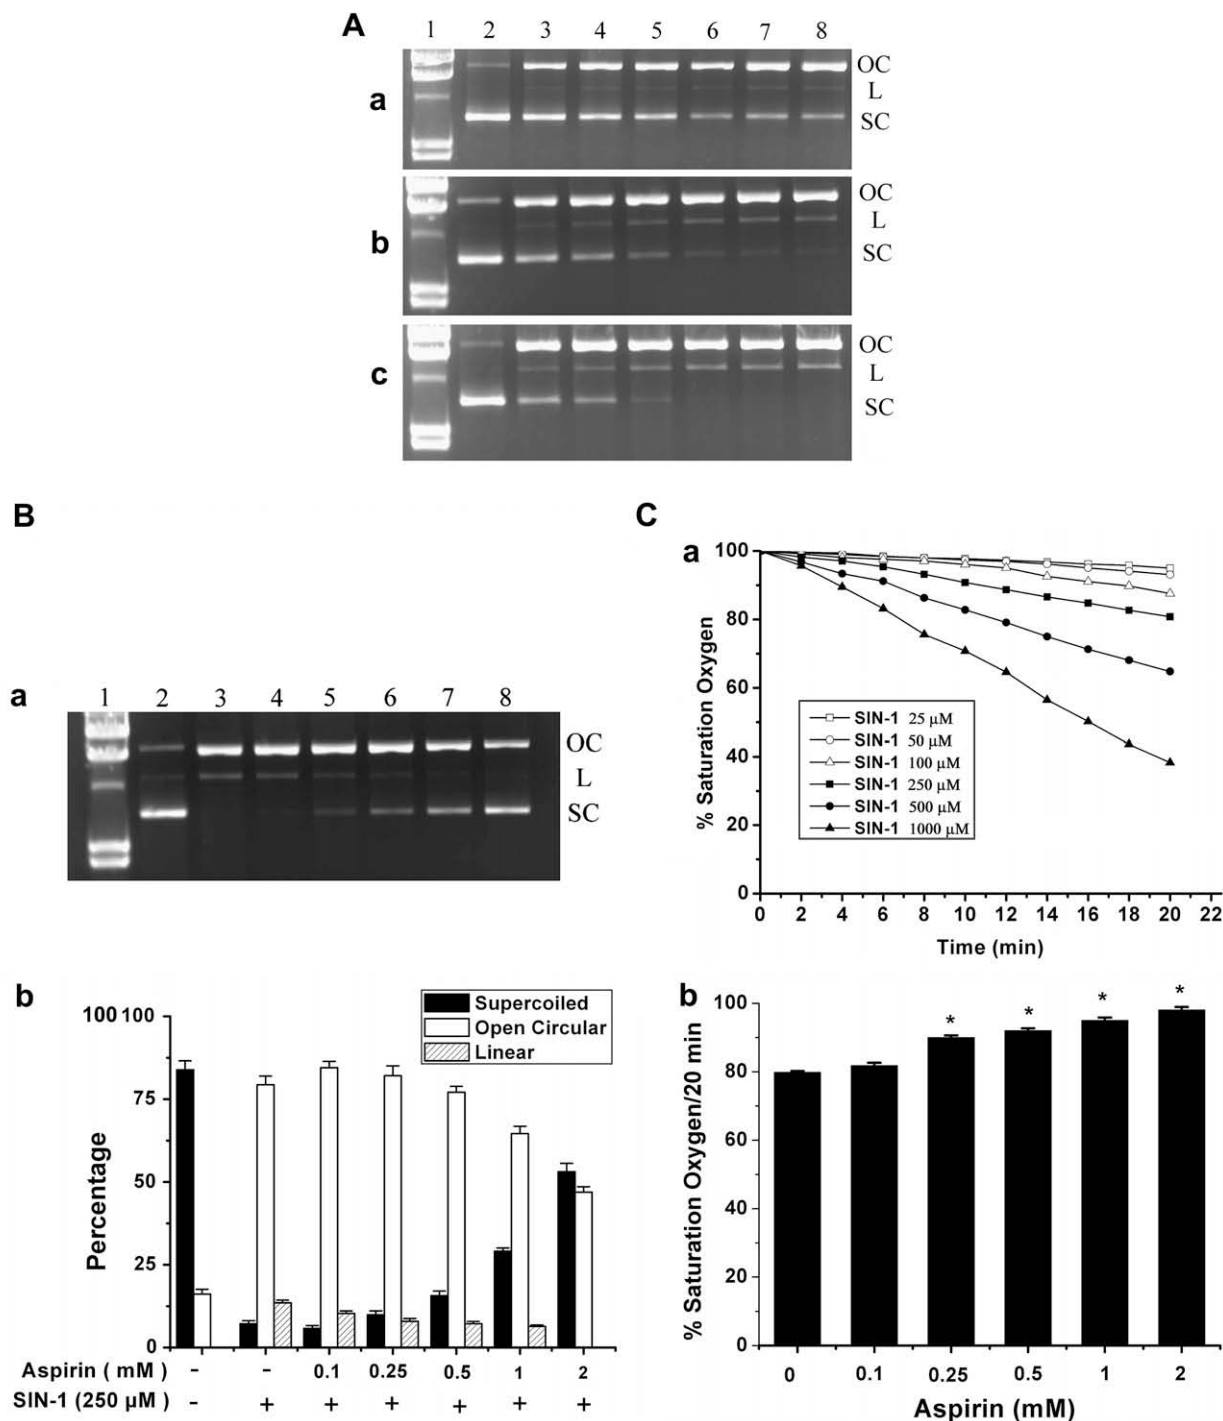 A
1 2 3 4 5 6 7 8
a
OC
L
SC
b
OC
L
SC
c
OC
L
SC
B
a
1 2 3 4 5 6 7 8
OC
L
SC
b
100 100
75
50
25
0
Percentage
Supercoiled
Open Circular
Linear
Aspirin ( mM) - - 0.1 0.25 0.5 1 2
SIN-1 (250 µM) - + + + + + +
C
a
100
80
60
40
20
0
% Saturation Oxygen
SIN-1 25 µM
SIN-1 50 µM
SIN-1 100 µM
SIN-1 250 µM
SIN-1 500 µM
SIN-1 1000 µM
0 2 4 6 8 10 12 14 16 18 20 22
Time (min)
b
100
80
60
40
20
0
% Saturation Oxygen/20 min
* * * *
0 0.1 0.25 0.5 1 2
Aspirin (mM)